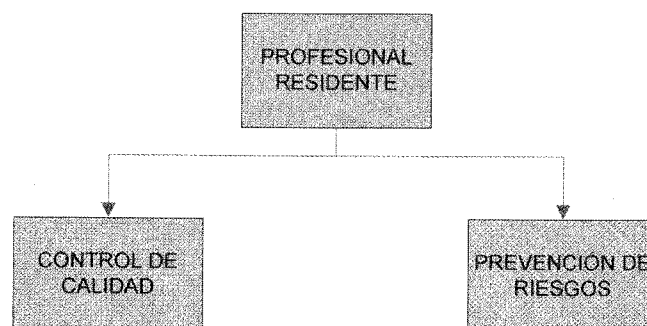 PROFESIONAL
RESIDENTE
CONTROL DE
CALIDAD
PREVENCION DE
RIESGOS